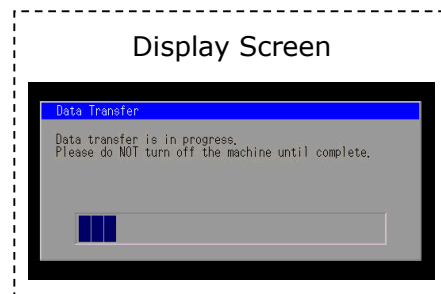 Display Screen
Data Transfer
Data transfer is in progress.
Please do NOT turn off the machine until complete.